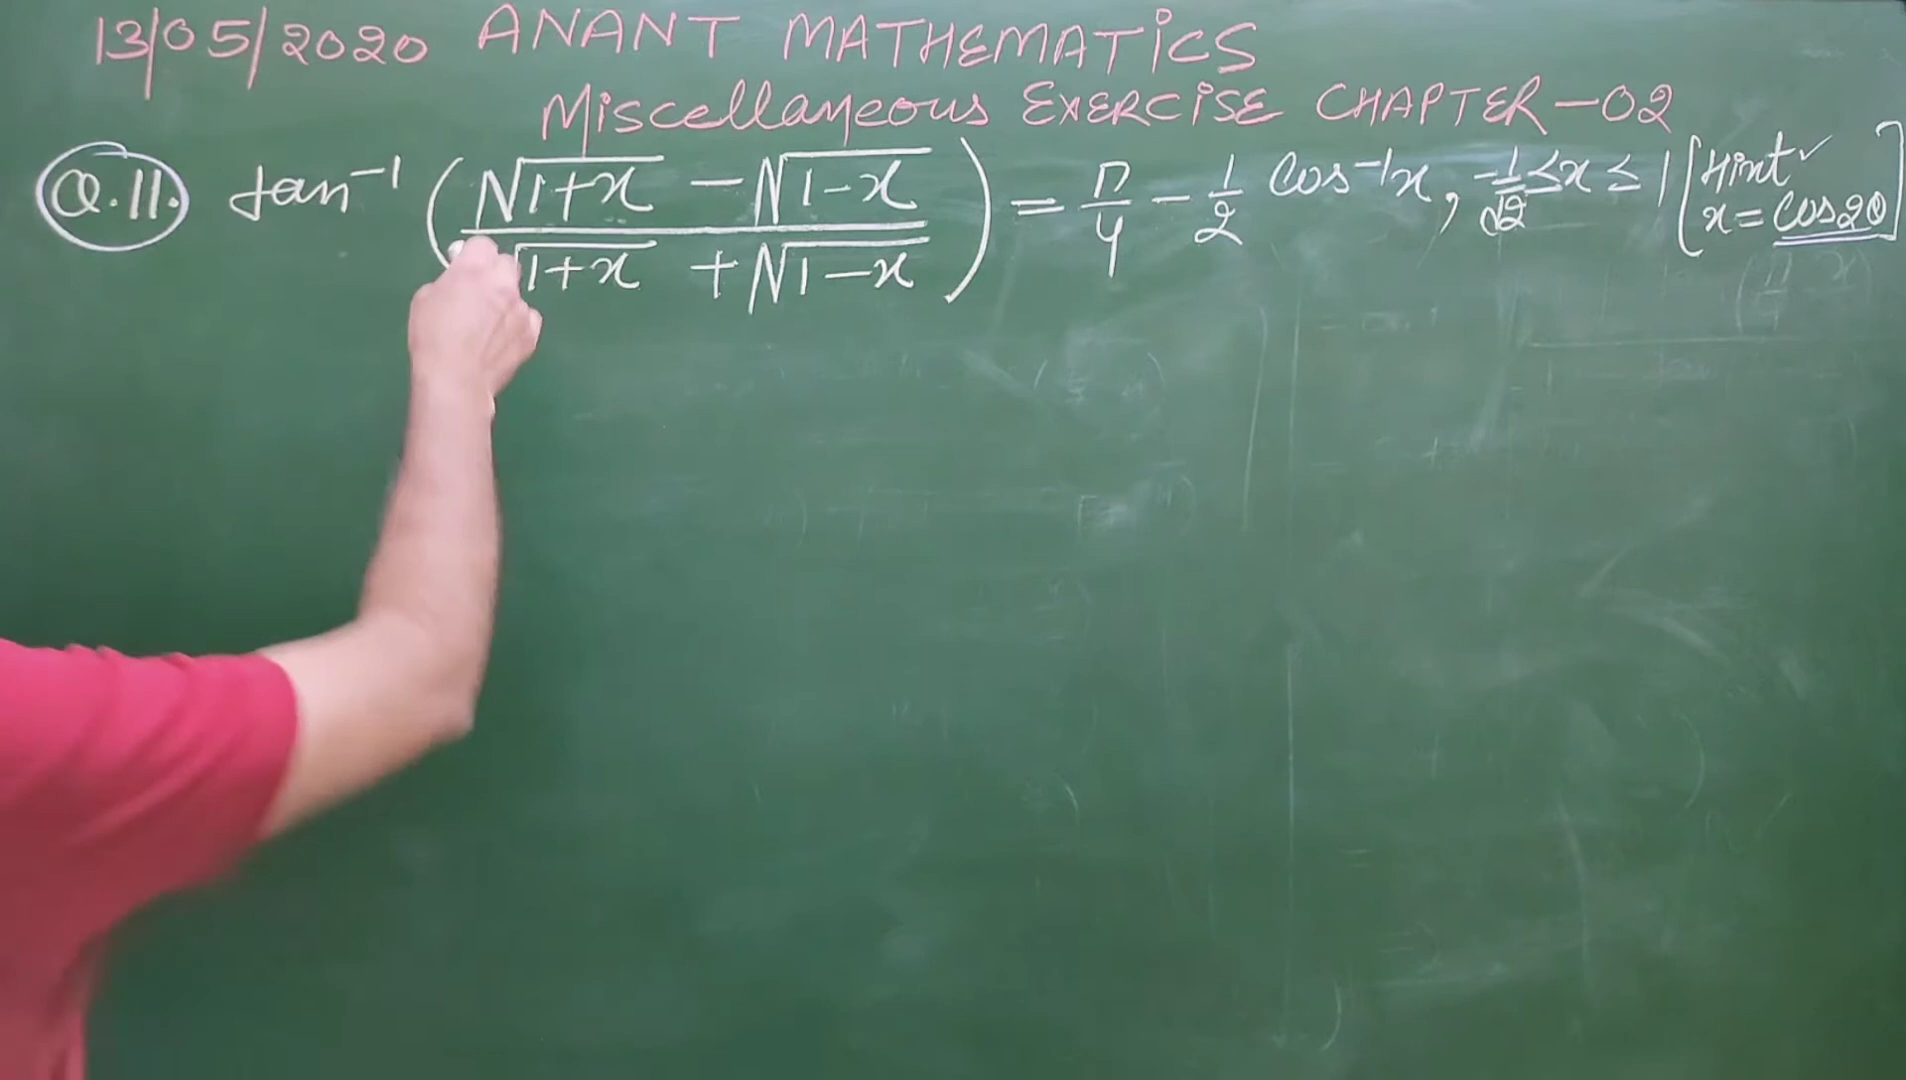 13/05/2020 ANANT MATHEMATICS
Miscellaneous EXERCISE CHAPTER-02
Q.11. tan⁻¹ ( (√1+x − √1−x) / (√1+x + √1−x) ) = π/4 − 1/2 cos⁻¹x, −1/√2 ≤ x ≤ 1 [Hint ✓ x = cos2θ]